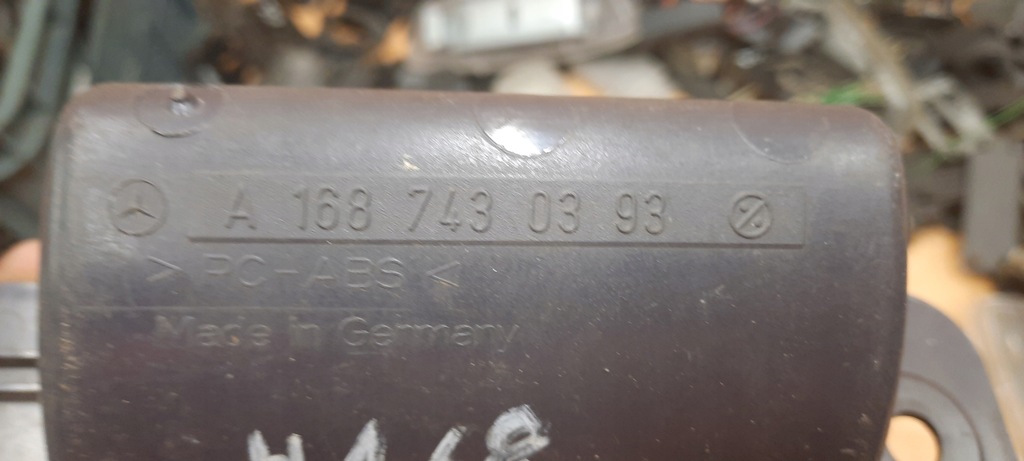 A 168 743 03 93
> PC-ABS <
Made in Germany